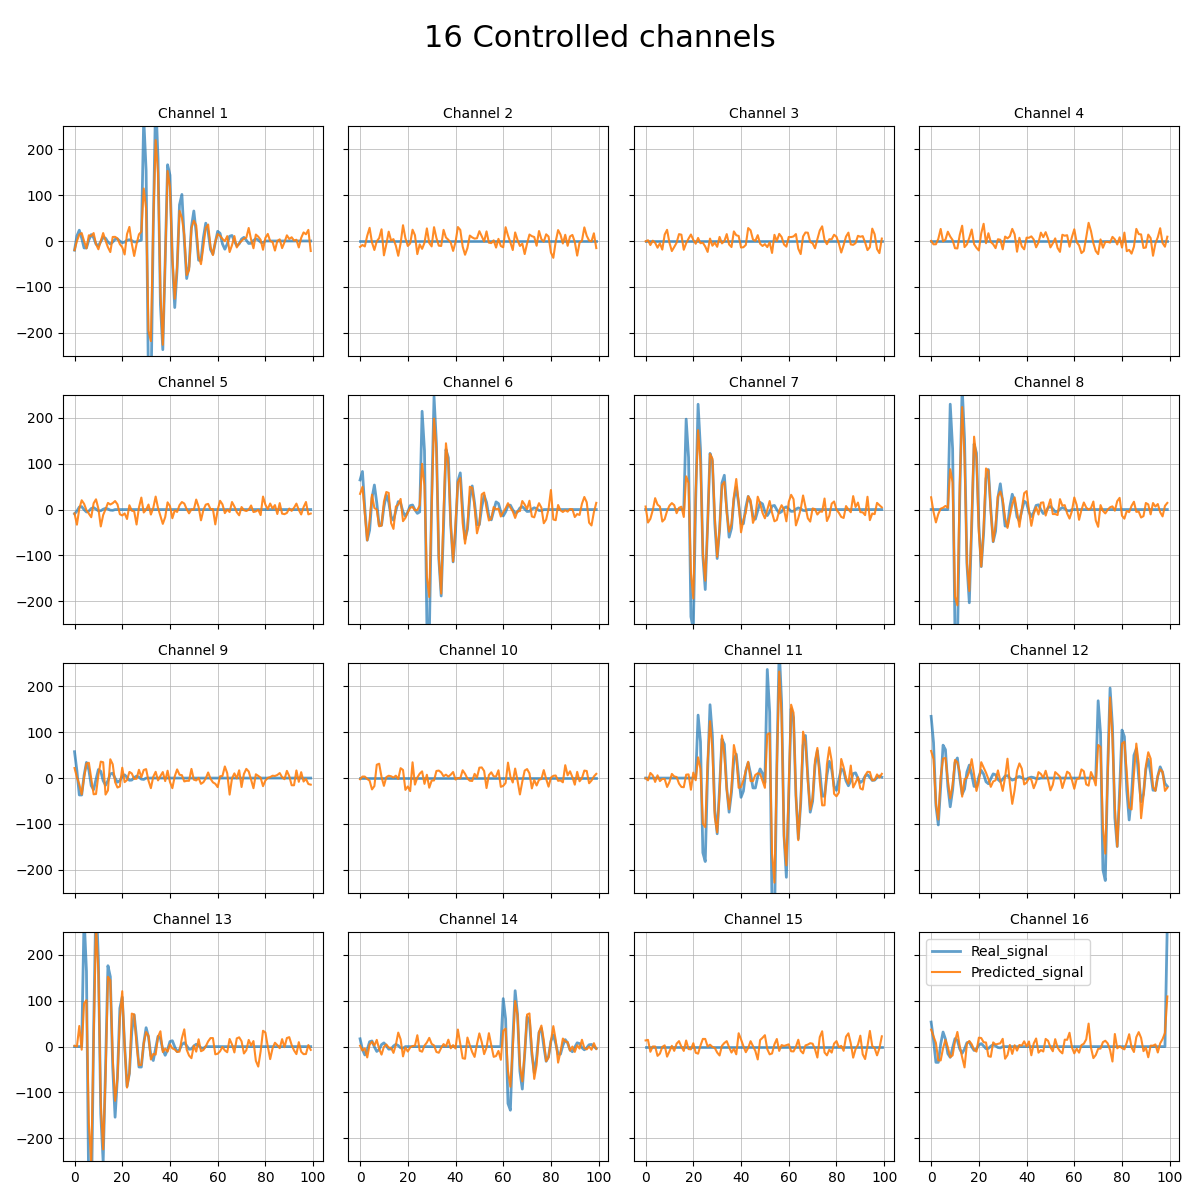 16 Controlled channels
Channel 1
Channel 2
Channel 3
Channel 4
200
100
0
−100
−200
Channel 5
Channel 6
Channel 7
Channel 8
200
100
0
−100
−200
Channel 9
Channel 10
Channel 11
Channel 12
200
100
0
−100
−200
Channel 13
Channel 14
Channel 15
Channel 16
200
100
0
−100
−200
Real_signal
Predicted_signal
0 20 40 60 80 100
0 20 40 60 80 100
0 20 40 60 80 100
0 20 40 60 80 100